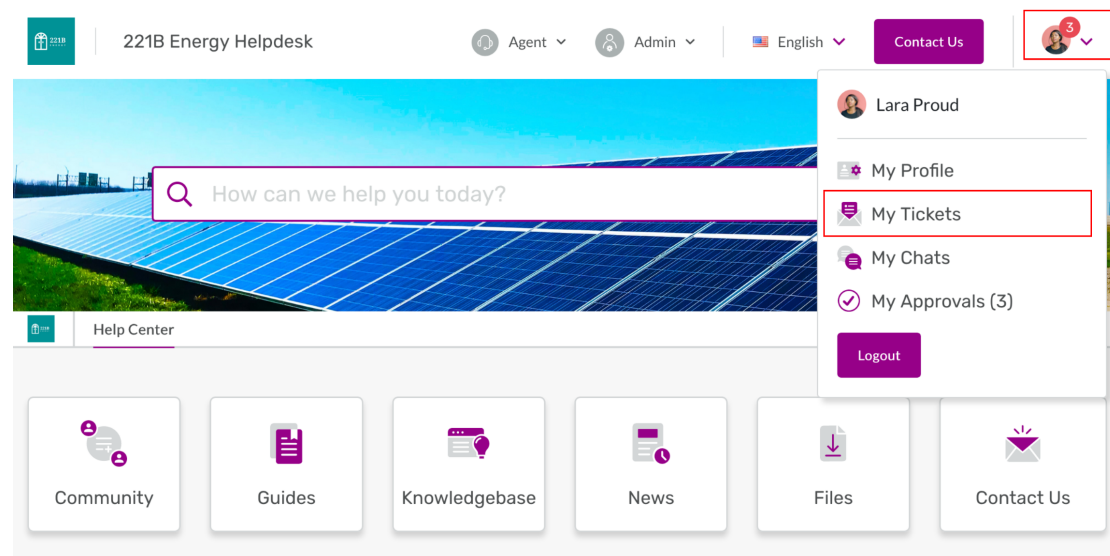 221B
221B Energy Helpdesk
Agent
Admin
English
Contact Us
3
Lara Proud
My Profile
My Tickets
My Chats
My Approvals (3)
Logout
How can we help you today?
Help Center
Community
Guides
Knowledgebase
News
Files
Contact Us